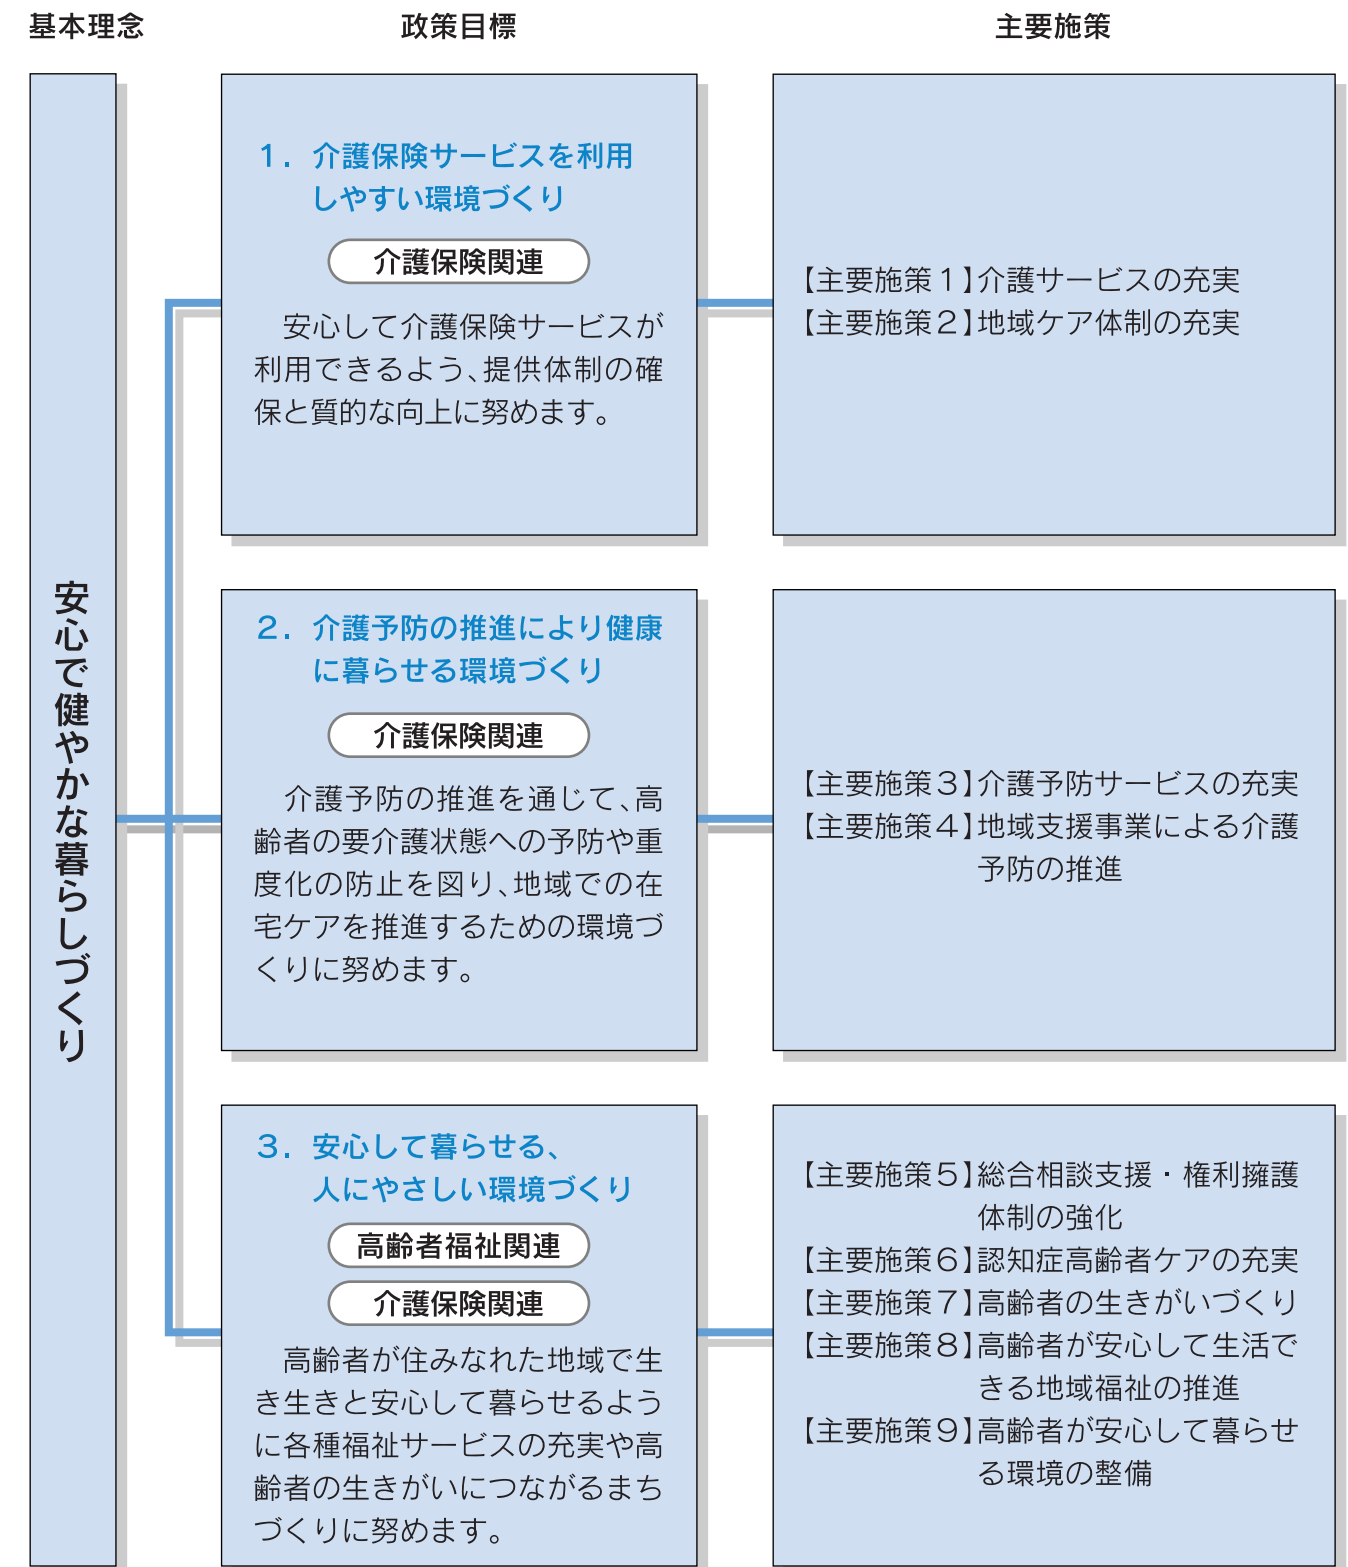 基本理念
政策目標
主要施策
安心で健やかな暮らしづくり
1．介護保険サービスを利用
しやすい環境づくり
介護保険関連
安心して介護保険サービスが
利用できるよう、提供体制の確
保と質的な向上に努めます。
【主要施策1】介護サービスの充実
【主要施策2】地域ケア体制の充実
2．介護予防の推進により健康
に暮らせる環境づくり
介護保険関連
介護予防の推進を通じて、高
齢者の要介護状態への予防や重
度化の防止を図り、地域での在
宅ケアを推進するための環境づ
くりに努めます。
【主要施策3】介護予防サービスの充実
【主要施策4】地域支援事業による介護
予防の推進
3．安心して暮らせる、
人にやさしい環境づくり
高齢者福祉関連
介護保険関連
高齢者が住みなれた地域で生
き生きと安心して暮らせるよう
に各種福祉サービスの充実や高
齢者の生きがいにつながるまち
づくりに努めます。
【主要施策5】総合相談支援・権利擁護
体制の強化
【主要施策6】認知症高齢者ケアの充実
【主要施策7】高齢者の生きがいづくり
【主要施策8】高齢者が安心して生活で
きる地域福祉の推進
【主要施策9】高齢者が安心して暮らせ
る環境の整備